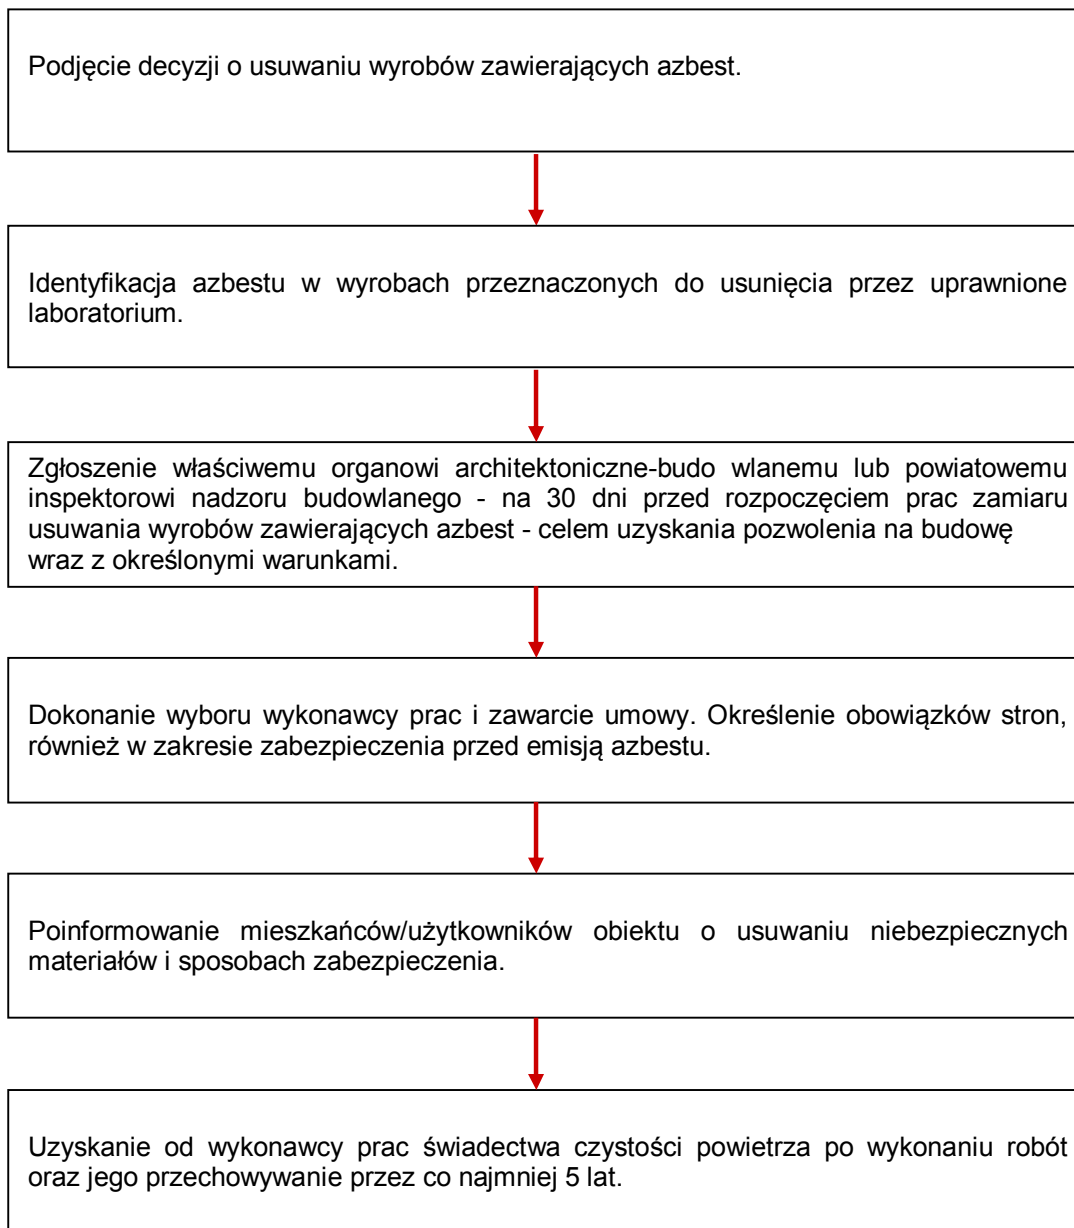 Podjęcie decyzji o usuwaniu wyrobów zawierających azbest.
Identyfikacja azbestu w wyrobach przeznaczonych do usunięcia przez uprawnione
laboratorium.
Zgłoszenie właściwemu organowi architektoniczne-budo wlanemu lub powiatowemu
inspektorowi nadzoru budowlanego - na 30 dni przed rozpoczęciem prac zamiaru
usuwania wyrobów zawierających azbest - celem uzyskania pozwolenia na budowę
wraz z określonymi warunkami.
Dokonanie wyboru wykonawcy prac i zawarcie umowy. Określenie obowiązków stron,
również w zakresie zabezpieczenia przed emisją azbestu.
Poinformowanie mieszkańców/użytkowników obiektu o usuwaniu niebezpiecznych
materiałów i sposobach zabezpieczenia.
Uzyskanie od wykonawcy prac świadectwa czystości powietrza po wykonaniu robót
oraz jego przechowywanie przez co najmniej 5 lat.